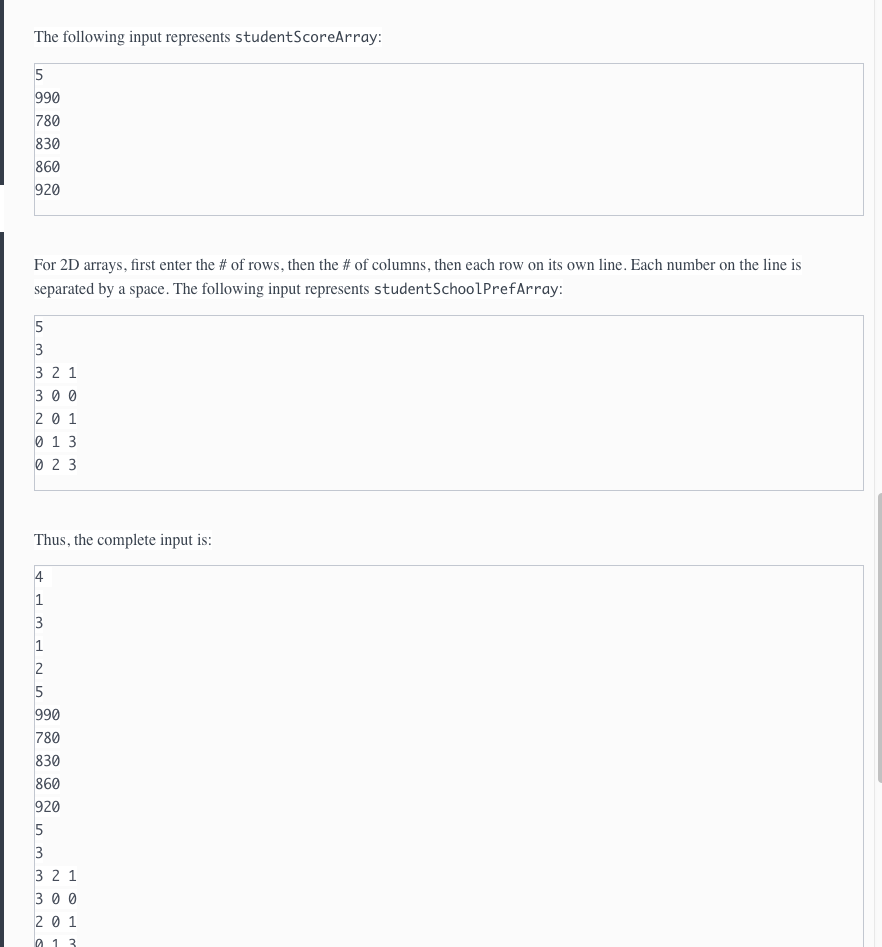 The following input represents studentScoreArray:
5
990
780
830
860
920
For 2D arrays, first enter the # of rows, then the # of columns, then each row on its own line. Each number on the line is
separated by a space. The following input represents studentSchoolPrefArray:
5
3
3 2 1
3 0 0
2 0 1
0 1 3
0 2 3
Thus, the complete input is:
4
1
3
1
2
5
990
780
830
860
920
5
3
3 2 1
3 0 0
2 0 1
0 1 3